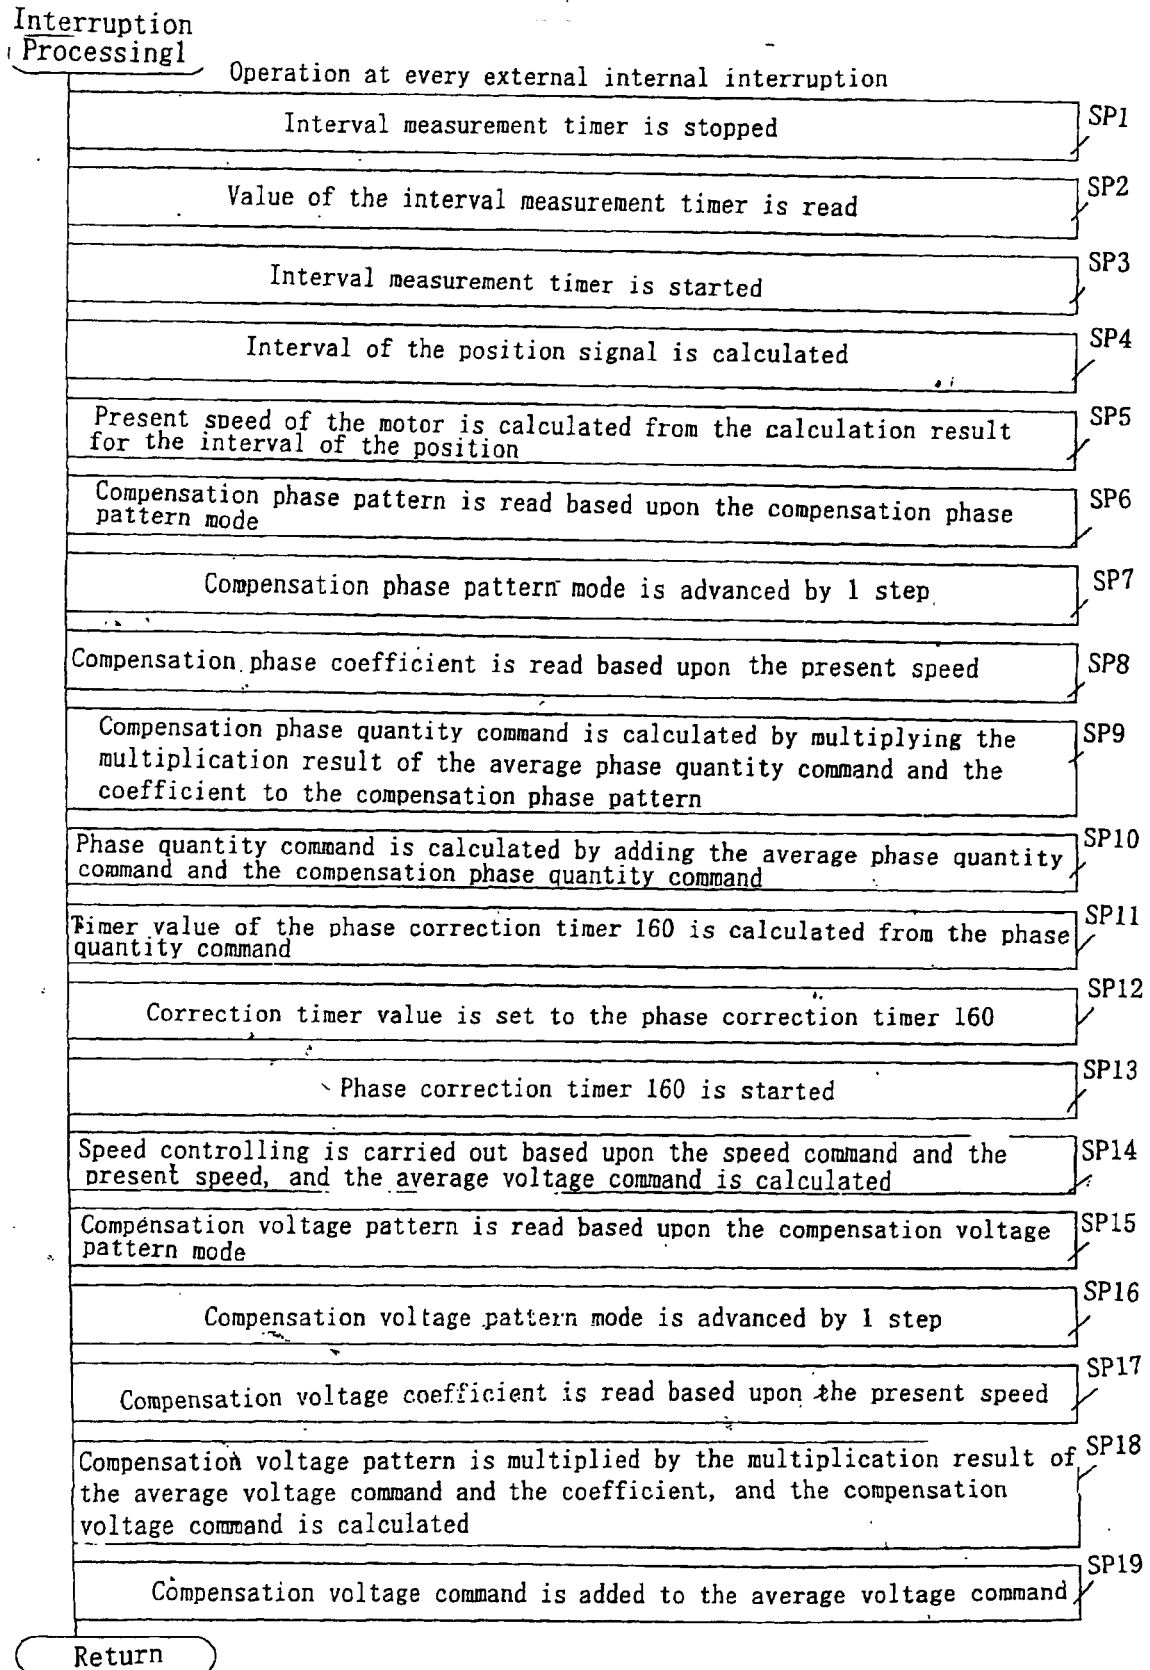 Interruption
Processing1
Operation at every external internal interruption
Interval measurement timer is stopped
SP1
Value of the interval measurement timer is read
SP2
Interval measurement timer is started
SP3
Interval of the position signal is calculated
SP4
Present speed of the motor is calculated from the calculation result
for the interval of the position
SP5
Compensation phase pattern is read based upon the compensation phase
pattern mode
SP6
Compensation phase pattern mode is advanced by 1 step
SP7
Compensation phase coefficient is read based upon the present speed
SP8
Compensation phase quantity command is calculated by multiplying the
multiplication result of the average phase quantity command and the
coefficient to the compensation phase pattern
SP9
Phase quantity command is calculated by adding the average phase quantity
command and the compensation phase quantity command
SP10
Timer value of the phase correction timer 160 is calculated from the phase
quantity command
SP11
Correction timer value is set to the phase correction timer 160
SP12
Phase correction timer 160 is started
SP13
Speed controlling is carried out based upon the speed command and the
present speed, and the average voltage command is calculated
SP14
Compensation voltage pattern is read based upon the compensation voltage
pattern mode
SP15
Compensation voltage pattern mode is advanced by 1 step
SP16
Compensation voltage coefficient is read based upon the present speed
SP17
Compensation voltage pattern is multiplied by the multiplication result of
the average voltage command and the coefficient, and the compensation
voltage command is calculated
SP18
Compensation voltage command is added to the average voltage command
SP19
Return